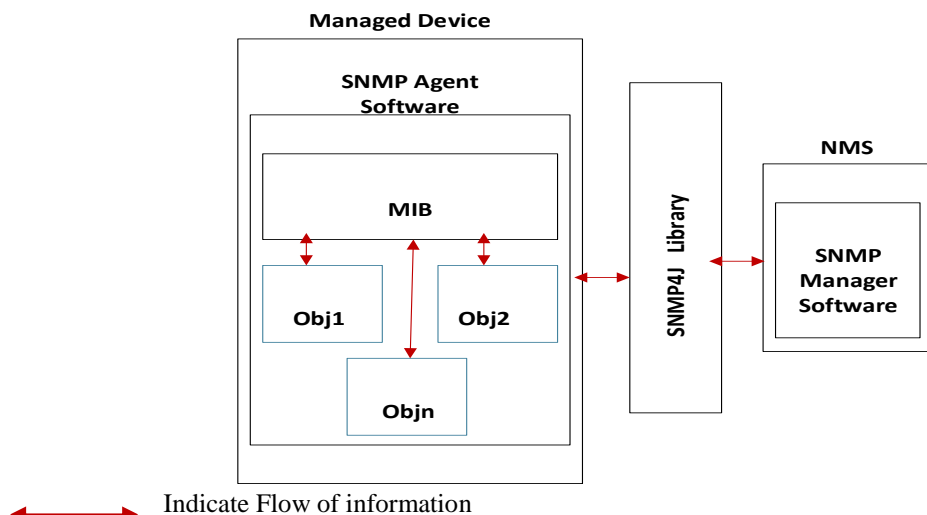 Managed Device
SNMP Agent
Software
MIB
Obj1
Obj2
Objn
SNMP4J Library
NMS
SNMP
Manager
Software
Indicate Flow of information